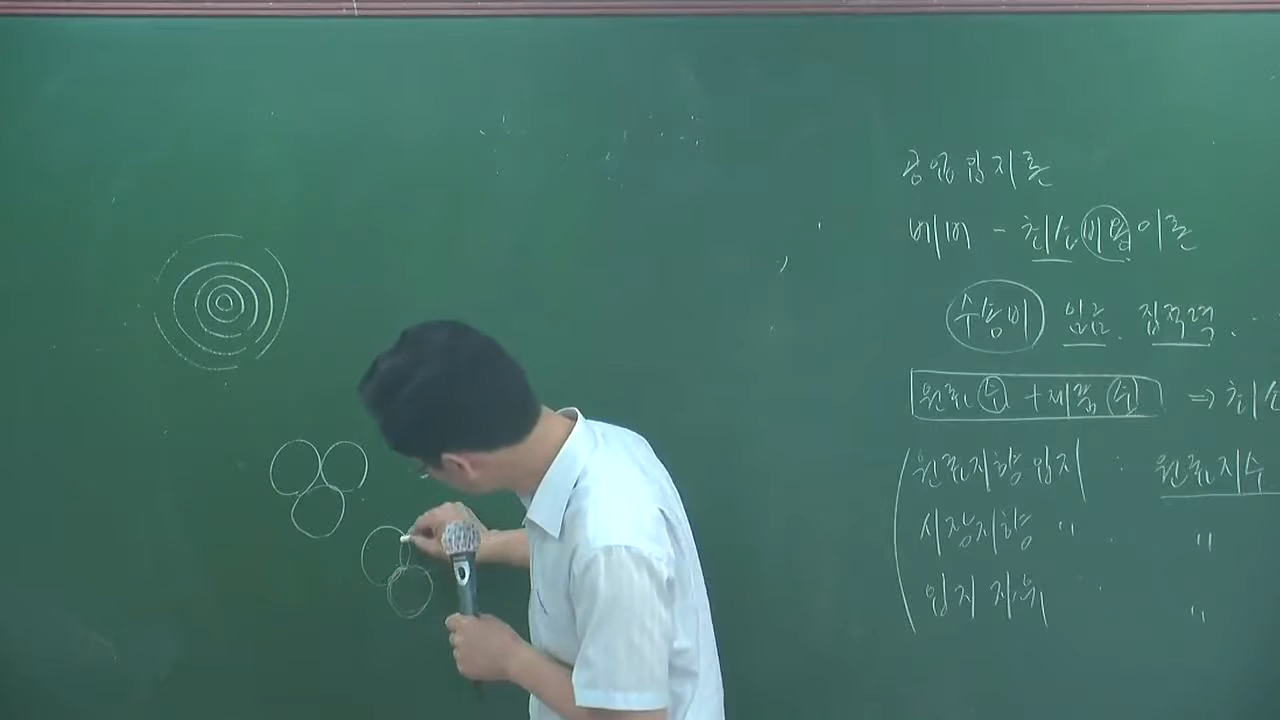 공업입지론
베버 - 최소비용이론
수송비 임금 집적력
원료수 + 제품수 ⇒ 최소
원료지향입지 : 원료지수
시장지향 〃 : 〃
입지 자유 : 〃